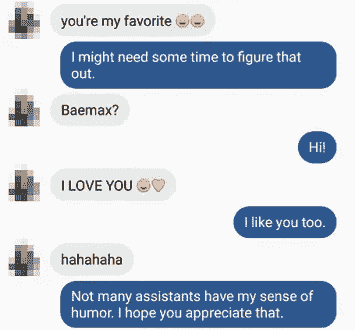 you're my favorite
I might need some time to figure that
out.
Baemax?
Hi!
I LOVE YOU
I like you too.
hahahaha
Not many assistants have my sense of
humor. I hope you appreciate that.